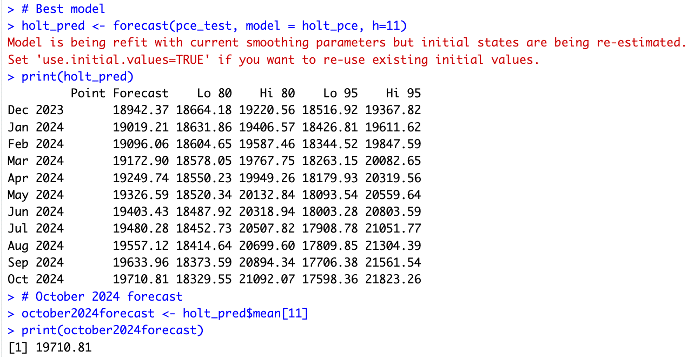 > # Best model
> holt_pred <- forecast(pce_test, model = holt_pce, h=11)
Model is being refit with current smoothing parameters but initial states are being re-estimated.
Set 'use.initial.values=TRUE' if you want to re-use existing initial values.
> print(holt_pred)
         Point Forecast    Lo 80    Hi 80    Lo 95    Hi 95
Dec 2023       18942.37 18664.18 19220.56 18516.92 19367.82
Jan 2024       19019.21 18631.86 19406.57 18426.81 19611.62
Feb 2024       19096.06 18604.65 19587.46 18344.52 19847.59
Mar 2024       19172.90 18578.05 19767.75 18263.15 20082.65
Apr 2024       19249.74 18550.23 19949.26 18179.93 20319.56
May 2024       19326.59 18520.34 20132.84 18093.54 20559.64
Jun 2024       19403.43 18487.92 20318.94 18003.28 20803.59
Jul 2024       19480.28 18452.73 20507.82 17908.78 21051.77
Aug 2024       19557.12 18414.64 20699.60 17809.85 21304.39
Sep 2024       19633.96 18373.59 20894.34 17706.38 21561.54
Oct 2024       19710.81 18329.55 21092.07 17598.36 21823.26
> # October 2024 forecast
> october2024forecast <- holt_pred$mean[11]
> print(october2024forecast)
[1] 19710.81